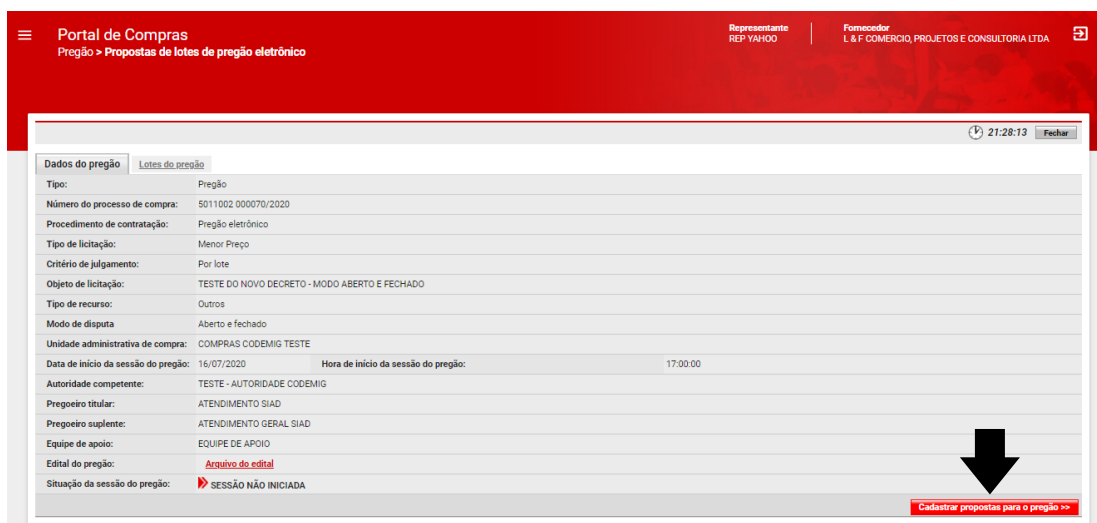 Portal de Compras
Pregão > Propostas de lotes de pregão eletrônico
Representante
REP YAHOO
Fornecedor
L & F COMERCIO, PROJETOS E CONSULTORIA LTDA
21:28:13 Fechar
Dados do pregão Lotes do pregão
Tipo: Pregão
Número do processo de compra: 5011002 000070/2020
Procedimento de contratação: Pregão eletrônico
Tipo de licitação: Menor Preço
Critério de julgamento: Por lote
Objeto de licitação: TESTE DO NOVO DECRETO - MODO ABERTO E FECHADO
Tipo de recurso: Outros
Modo de disputa Aberto e fechado
Unidade administrativa de compra: COMPRAS CODEMIG TESTE
Data de início da sessão do pregão: 16/07/2020 Hora de início da sessão do pregão: 17:00:00
Autoridade competente: TESTE - AUTORIDADE CODEMIG
Pregoeiro titular: ATENDIMENTO SIAD
Pregoeiro suplente: ATENDIMENTO GERAL SIAD
Equipe de apoio: EQUIPE DE APOIO
Edital do pregão: Arquivo do edital
Situação da sessão do pregão: SESSÃO NÃO INICIADA
Cadastrar propostas para o pregão >>